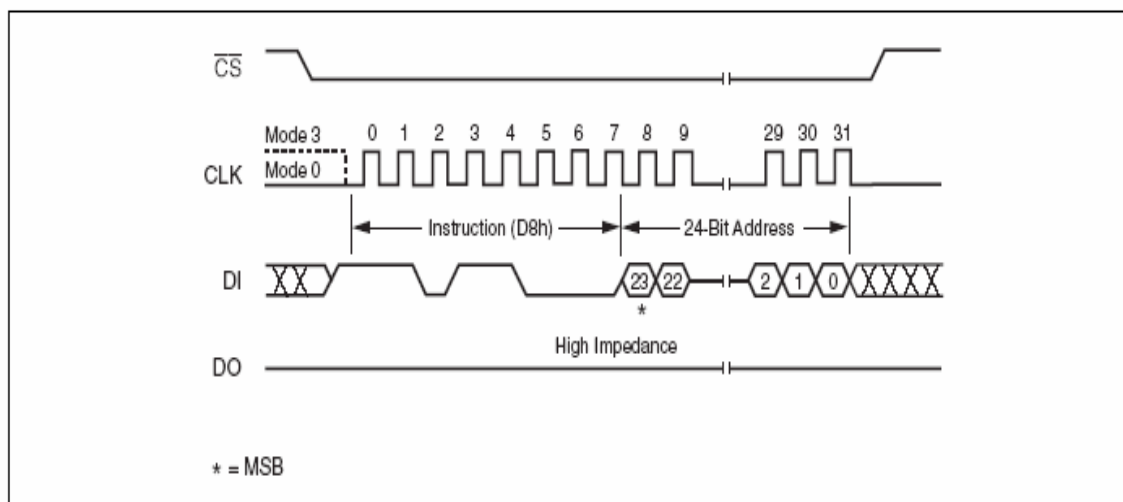 CS
Mode 3 0 1 2 3 4 5 6 7 8 9 29 30 31
CLK Mode 0
Instruction (D8h) 24-Bit Address
DI 23 22 2 1 0
*
High Impedance
DO
* = MSB